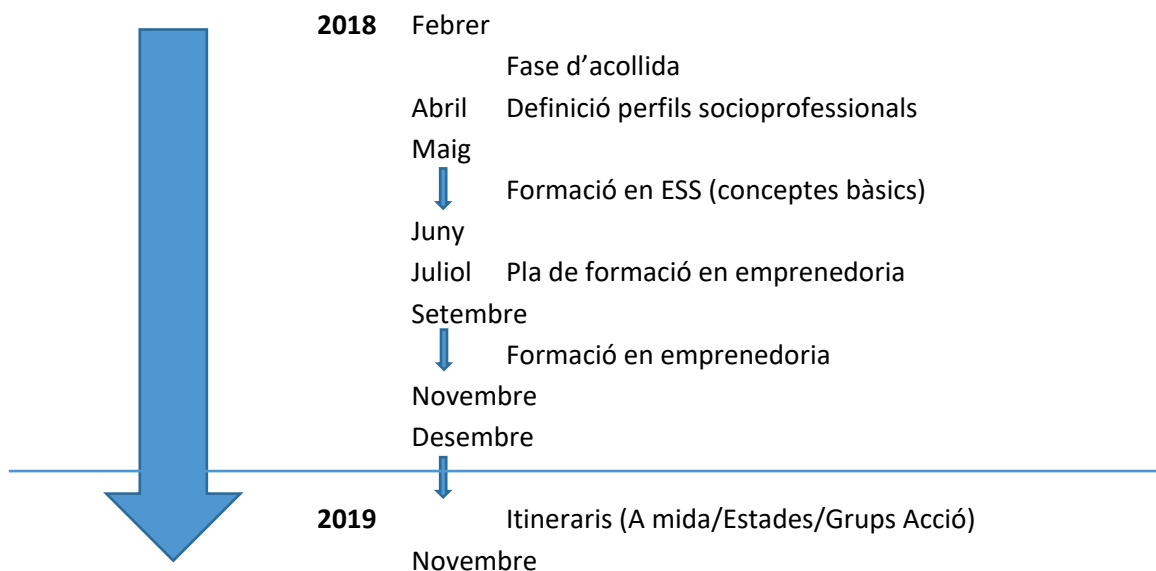 2018 Febrer
Fase d’acollida
Abril Definició perfils socioprofessionals
Maig
Formació en ESS (conceptes bàsics)
Juny
Juliol Pla de formació en emprenedoria
Setembre
Formació en emprenedoria
Novembre
Desembre
2019 Itineraris (A mida/Estades/Grups Acció)
Novembre